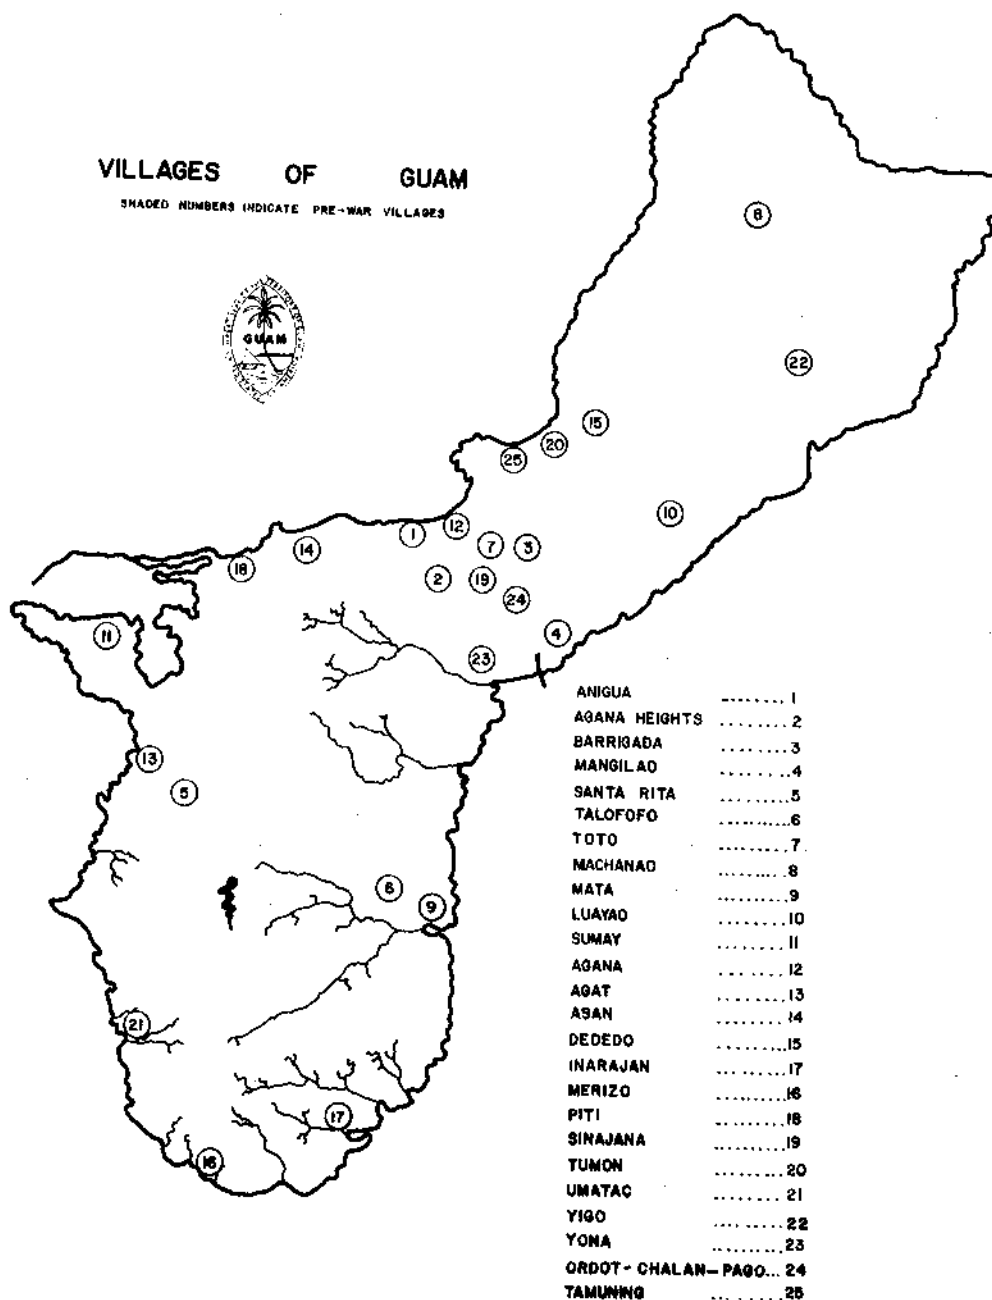 VILLAGES OF GUAM
SHADED NUMBERS INDICATE PRE-WAR VILLAGES
GUAM
8
22
15
20
25
10
12
1
7
3
14
18
2
19
24
11
4
23
13
5
6
9
21
17
16
ANIGUA ........ 1
AGANA HEIGHTS ........ 2
BARRIGADA ........ 3
MANGILAO ........ 4
SANTA RITA ......... 5
TALOFOFO .......... 6
TOTO ........ 7
MACHANAO ......... 8
MATA ......... 9
LUAYAO ........ 10
SUMAY ........ 11
AGANA ....... 12
AGAT ........ 13
ASAN ........ 14
DEDEDO ......... 15
INARAJAN ......... 17
MERIZO ......... 16
PITI ......... 18
SINAJANA ......... 19
TUMON ......... 20
UMATAC ........ 21
YIGO ......... 22
YONA .......... 23
ORDOT-CHALAN-PAGO... 24
TAMUNING ........ 25